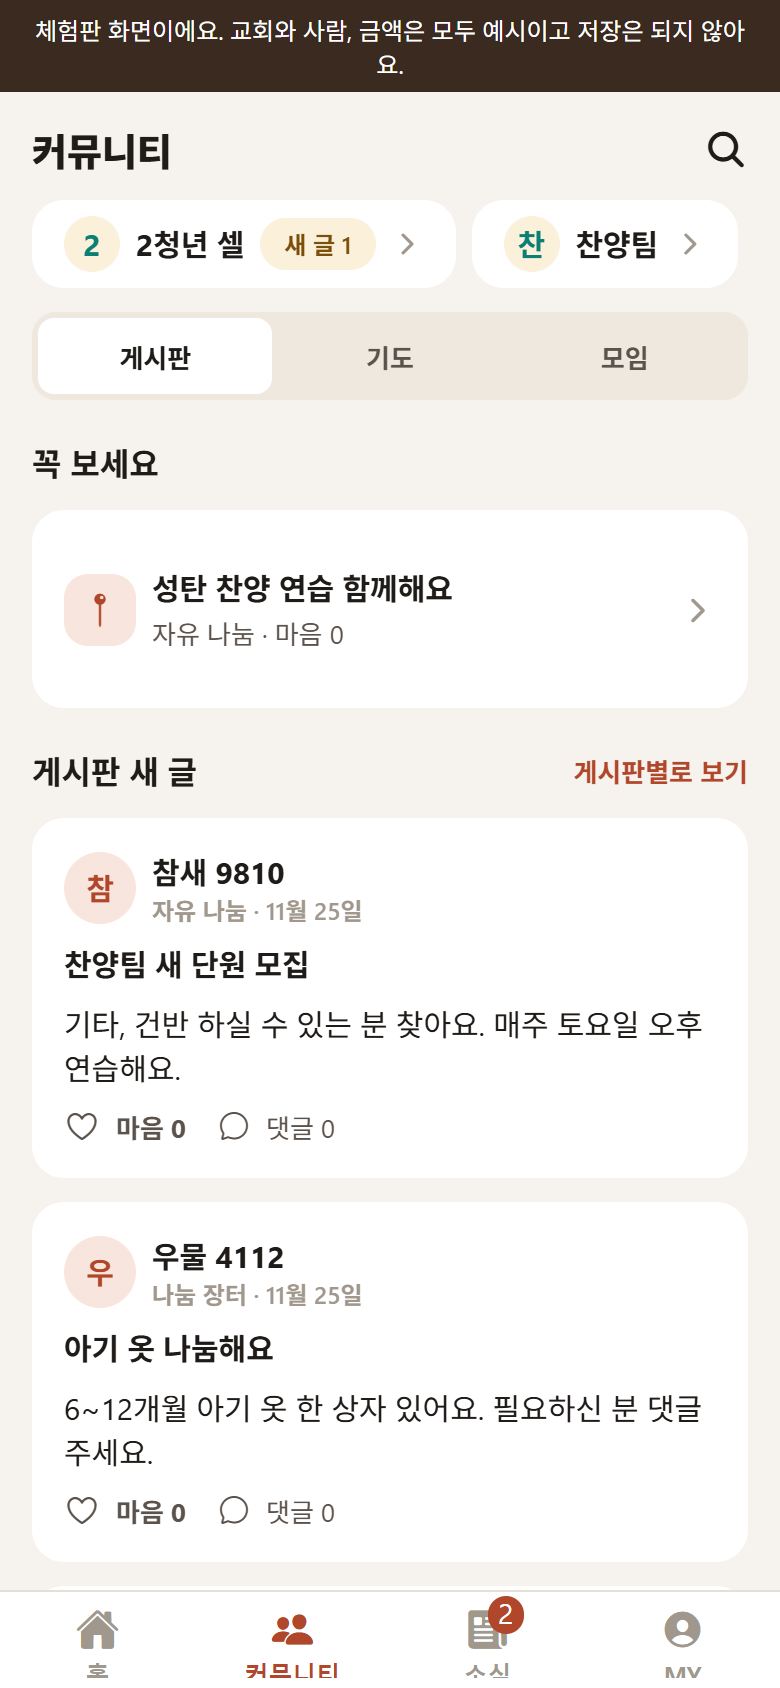 체험판 화면이에요. 교회와 사람, 금액은 모두 예시이고 저장은 되지 않아
요.
커뮤니티
2 2청년 셀 새 글 1
찬 찬양팀
게시판 기도 모임
꼭 보세요
성탄 찬양 연습 함께해요
자유 나눔 · 마음 0
게시판 새 글 게시판별로 보기
참 참새 9810
자유 나눔 · 11월 25일
찬양팀 새 단원 모집
기타, 건반 하실 수 있는 분 찾아요. 매주 토요일 오후
연습해요.
마음 0 댓글 0
우 우물 4112
나눔 장터 · 11월 25일
아기 옷 나눔해요
6~12개월 아기 옷 한 상자 있어요. 필요하신 분 댓글
주세요.
마음 0 댓글 0
2
홈 커뮤니티 소식 MY